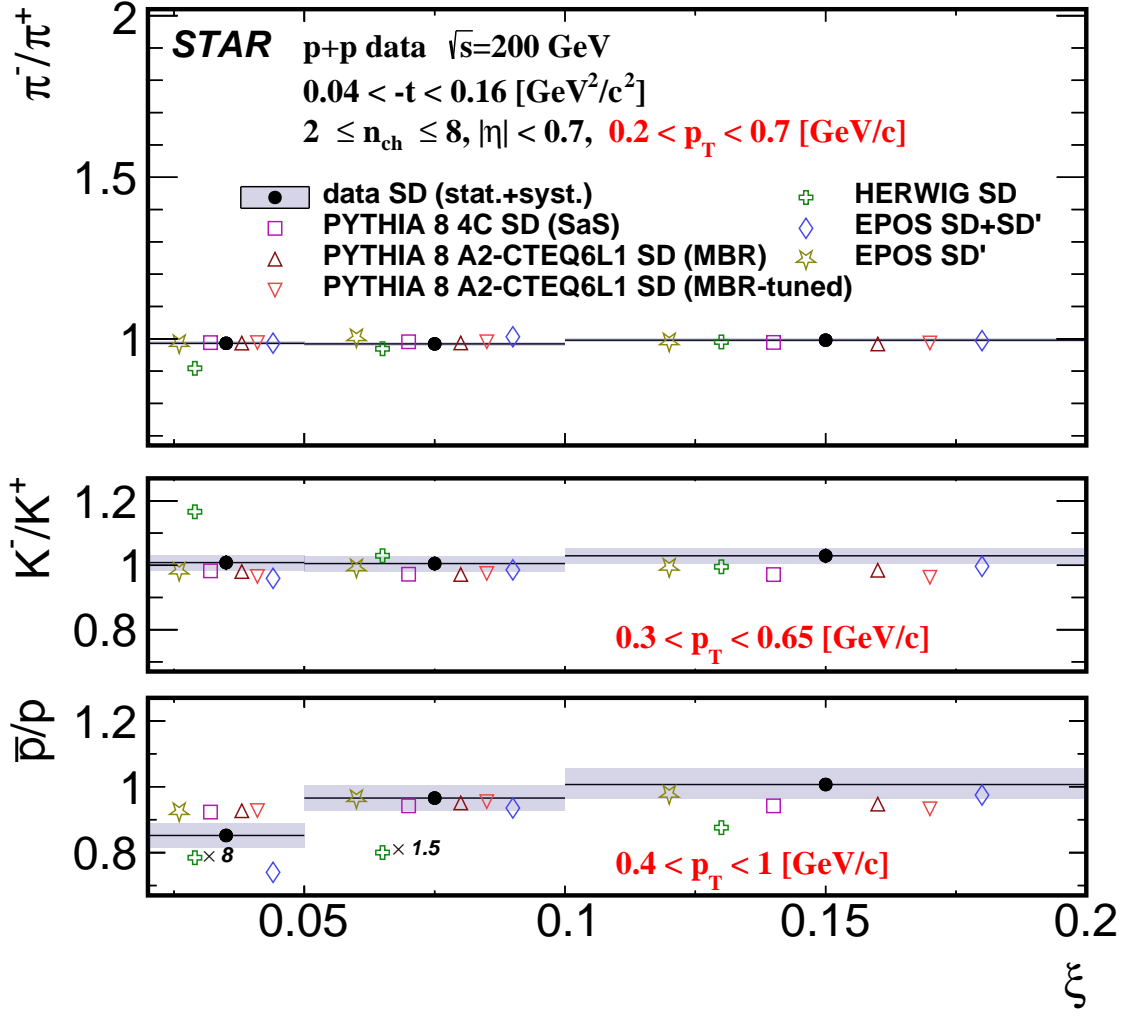 π⁻/π⁺
2
1.5
1
STAR p+p data √s=200 GeV
0.04 < -t < 0.16 [GeV²/c²]
2 ≤ n_ch ≤ 8, |η| < 0.7, 0.2 < p_T < 0.7 [GeV/c]
data SD (stat.+syst.)
PYTHIA 8 4C SD (SaS)
PYTHIA 8 A2-CTEQ6L1 SD (MBR)
PYTHIA 8 A2-CTEQ6L1 SD (MBR-tuned)
HERWIG SD
EPOS SD+SD'
EPOS SD'
K⁻/K⁺
1.2
1
0.8
0.3 < p_T < 0.65 [GeV/c]
p̅/p
1.2
1
0.8
× 8
× 1.5
0.4 < p_T < 1 [GeV/c]
0.05 0.1 0.15 0.2
ξ